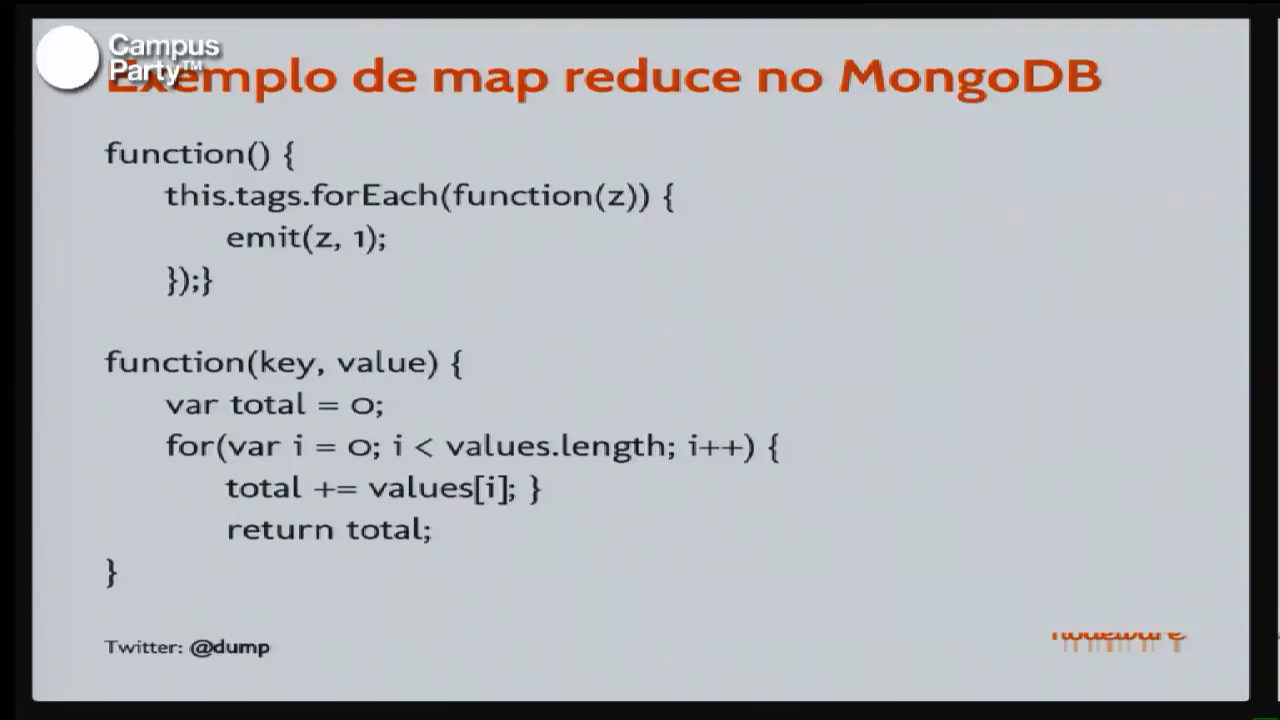 Campus
Party™
Exemplo de map reduce no MongoDB
function() {
this.tags.forEach(function(z)) {
emit(z, 1);
});}
function(key, value) {
var total = 0;
for(var i = 0; i < values.length; i++) {
total += values[i]; }
return total;
}
Twitter: @dump